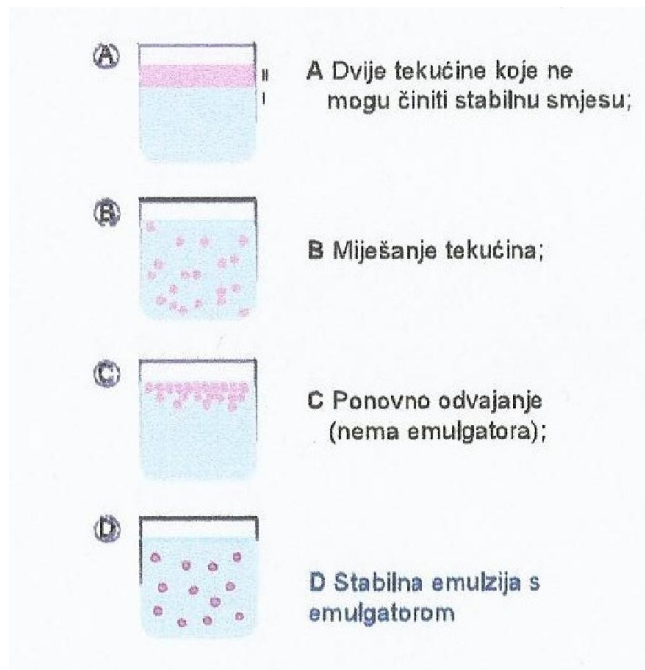 A
II
I
A Dvije tekućine koje ne
mogu činiti stabilnu smjesu;
B
B Miješanje tekućina;
C
C Ponovno odvajanje
(nema emulgatora);
D
D Stabilna emulzija s
emulgatorom